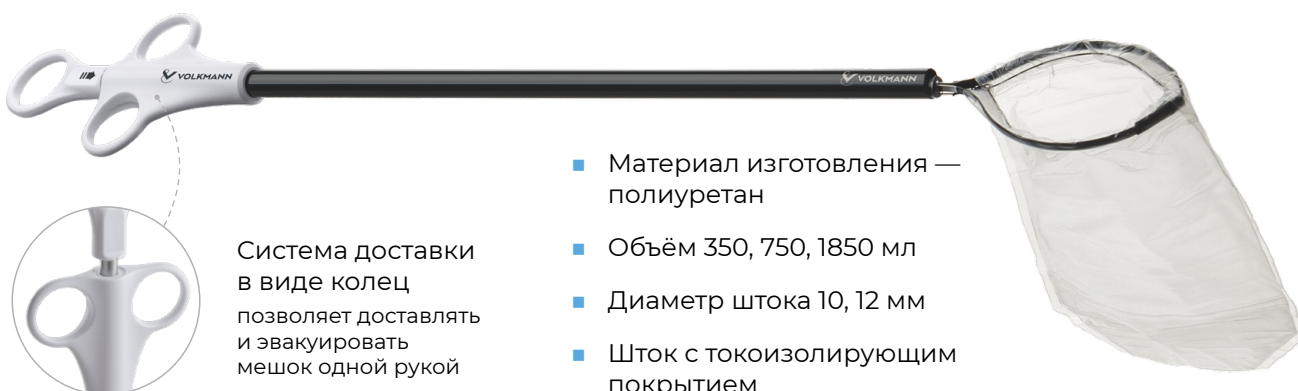 VOLKMANN
VOLKMANN
Материал изготовления —
полиуретан
Объём 350, 750, 1850 мл
Диаметр штока 10, 12 мм
Шток с токоизолирующим
покрытием
Система доставки
в виде колец
позволяет доставлять
и эвакуировать
мешок одной рукой